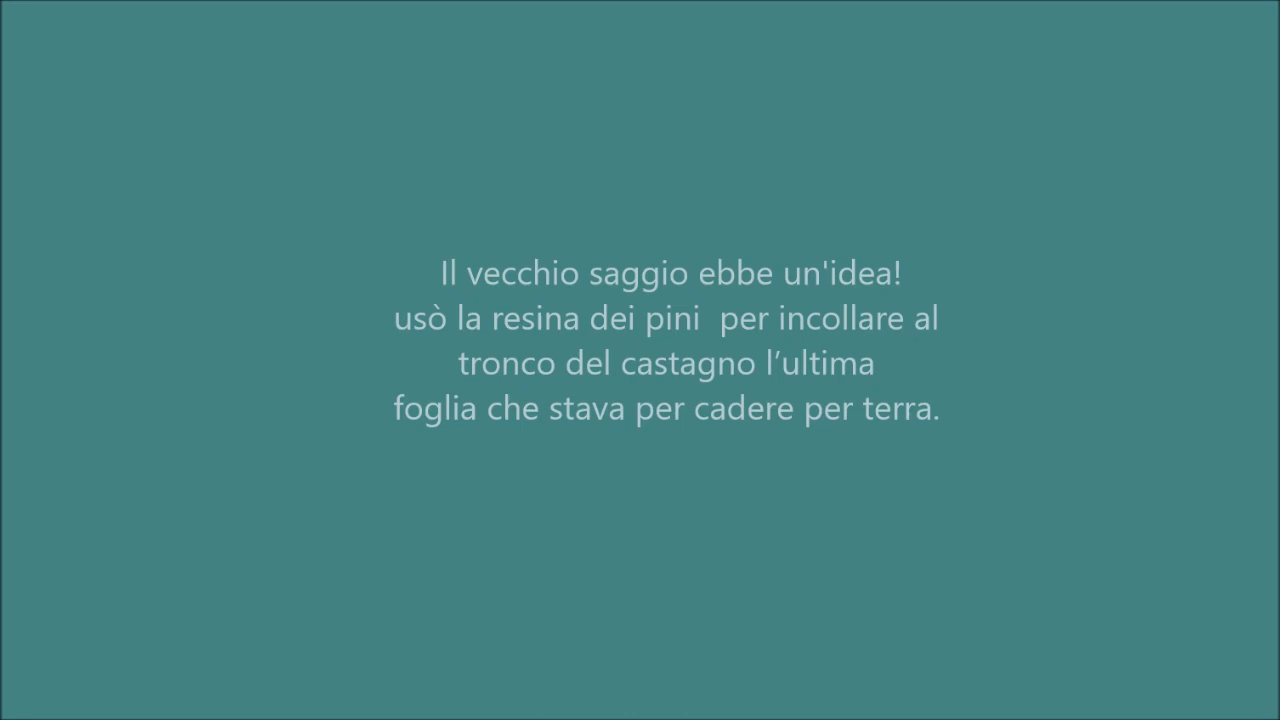 Il vecchio saggio ebbe un'idea!
usò la resina dei pini  per incollare al
tronco del castagno l’ultima
foglia che stava per cadere per terra.